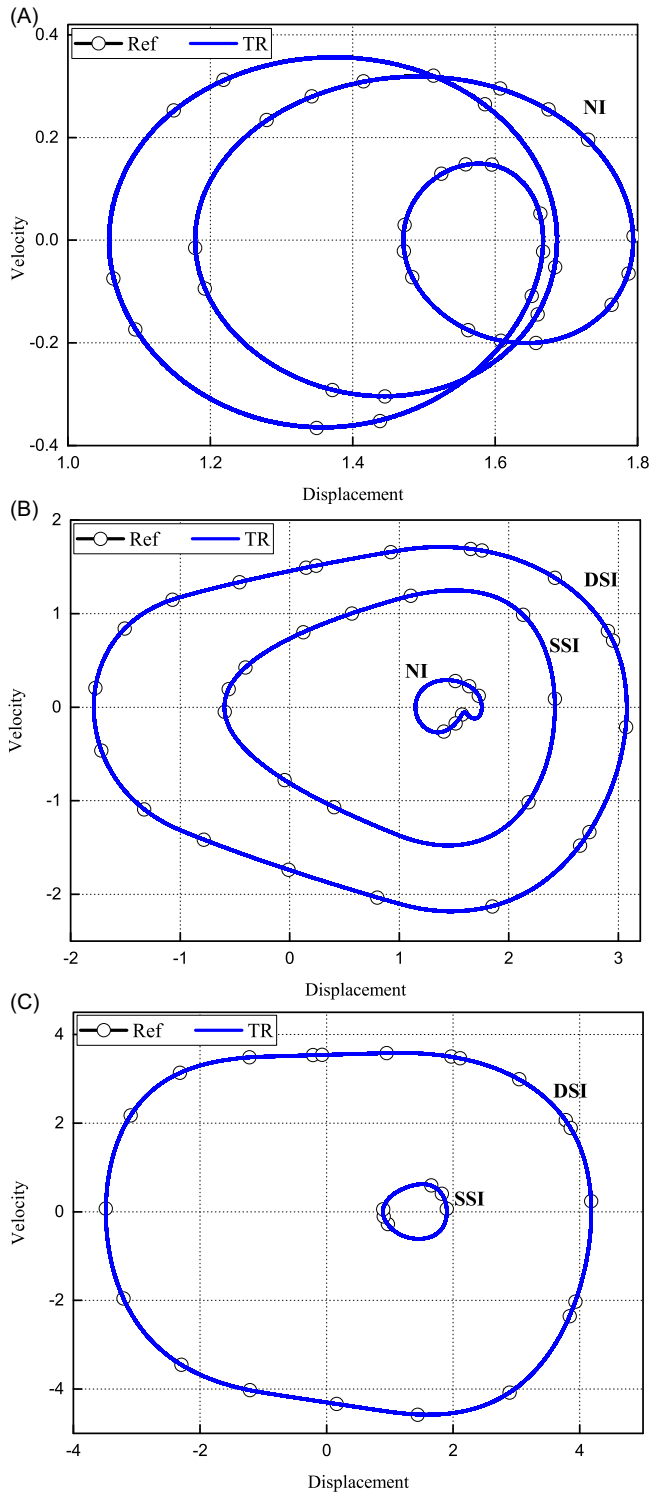 (A)
Ref TR
NI
0.4
0.2
0.0
-0.2
-0.4
Velocity
1.0 1.2 1.4 1.6 1.8
Displacement
(B)
Ref TR
DSI
SSI
NI
2
1
0
-1
-2
Velocity
-2 -1 0 1 2 3
Displacement
(C)
Ref TR
DSI
SSI
4
2
0
-2
-4
Velocity
-4 -2 0 2 4
Displacement